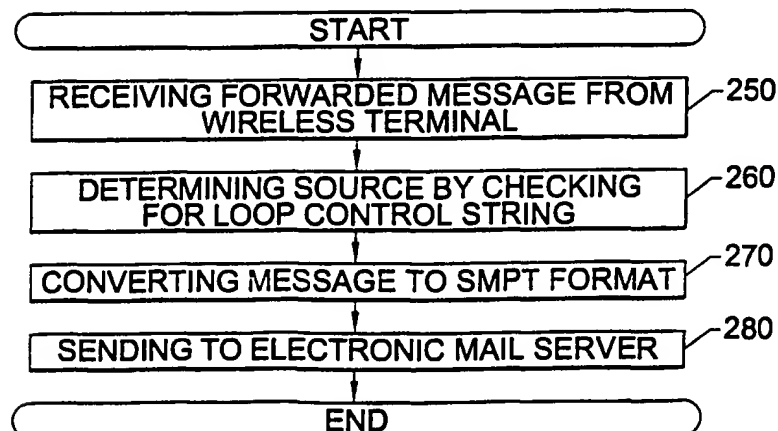 START
RECEIVING FORWARDED MESSAGE FROM
WIRELESS TERMINAL
250
DETERMINING SOURCE BY CHECKING
FOR LOOP CONTROL STRING
260
CONVERTING MESSAGE TO SMPT FORMAT
270
SENDING TO ELECTRONIC MAIL SERVER
280
END